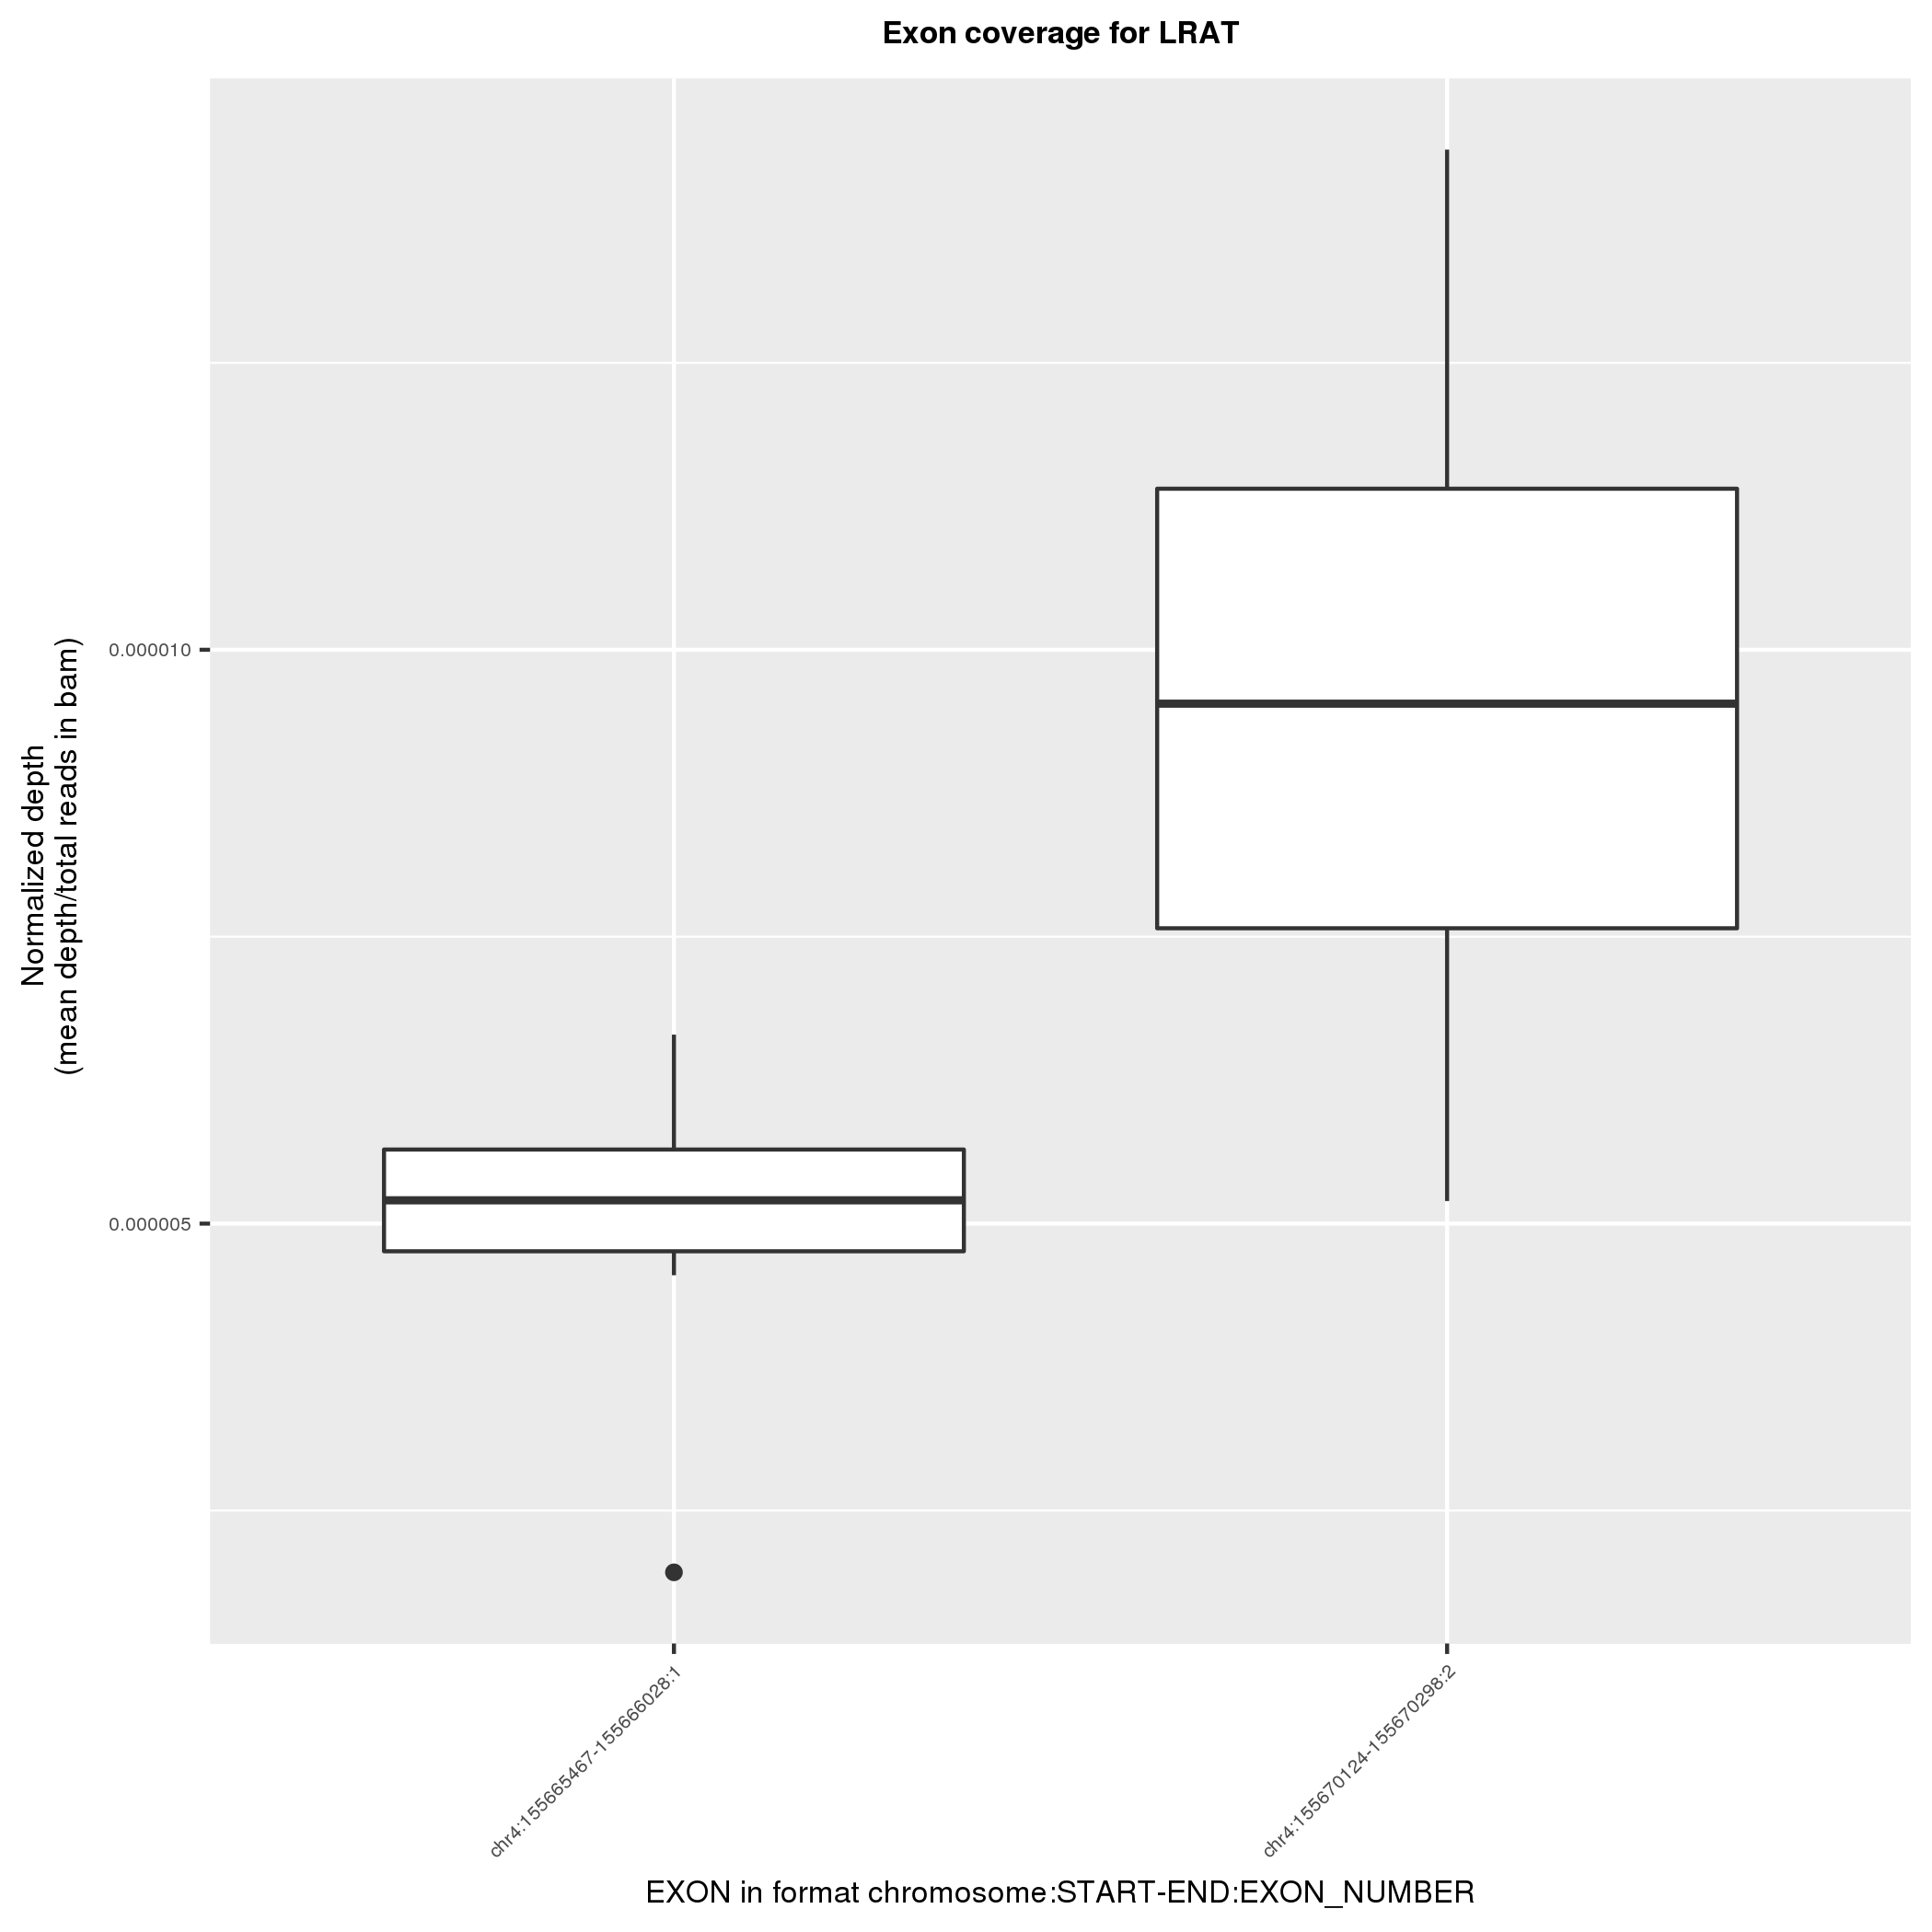 Exon coverage for LRAT
Normalized depth
(mean depth/total reads in bam)
0.000010
0.000005
chr4:155665467-155666028:1
chr4:155670124-155670298:2
EXON in format chromosome:START-END:EXON_NUMBER